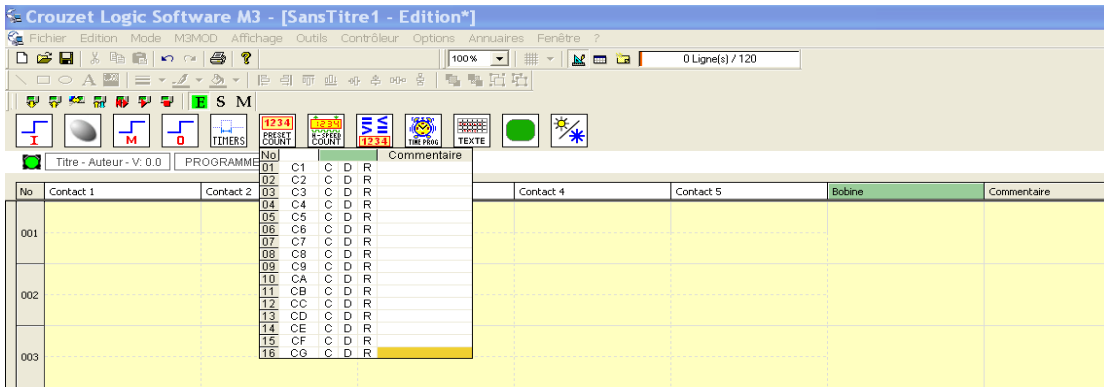 Crouzet Logic Software M3 - [SansTitre1 - Edition*]
Fichier Edition Mode M3MOD Affichage Outils Contrôleur Options Annuaires Fenêtre ?
100% 0 Ligne(s) / 120
A
E S M
I M O TIMERS 1234 PRESET COUNT 1234 H-SPEED COUNT 1234 TIME PROG TEXTE
Titre - Auteur - V: 0.0 PROGRAMME
No Commentaire
01 C1 C D R
02 C2 C D R
03 C3 C D R
04 C4 C D R
05 C5 C D R
06 C6 C D R
07 C7 C D R
08 C8 C D R
09 C9 C D R
10 CA C D R
11 CB C D R
12 CC C D R
13 CD C D R
14 CE C D R
15 CF C D R
16 CG C D R
No Contact 1 Contact 2 Contact 4 Contact 5 Bobine Commentaire
001
002
003